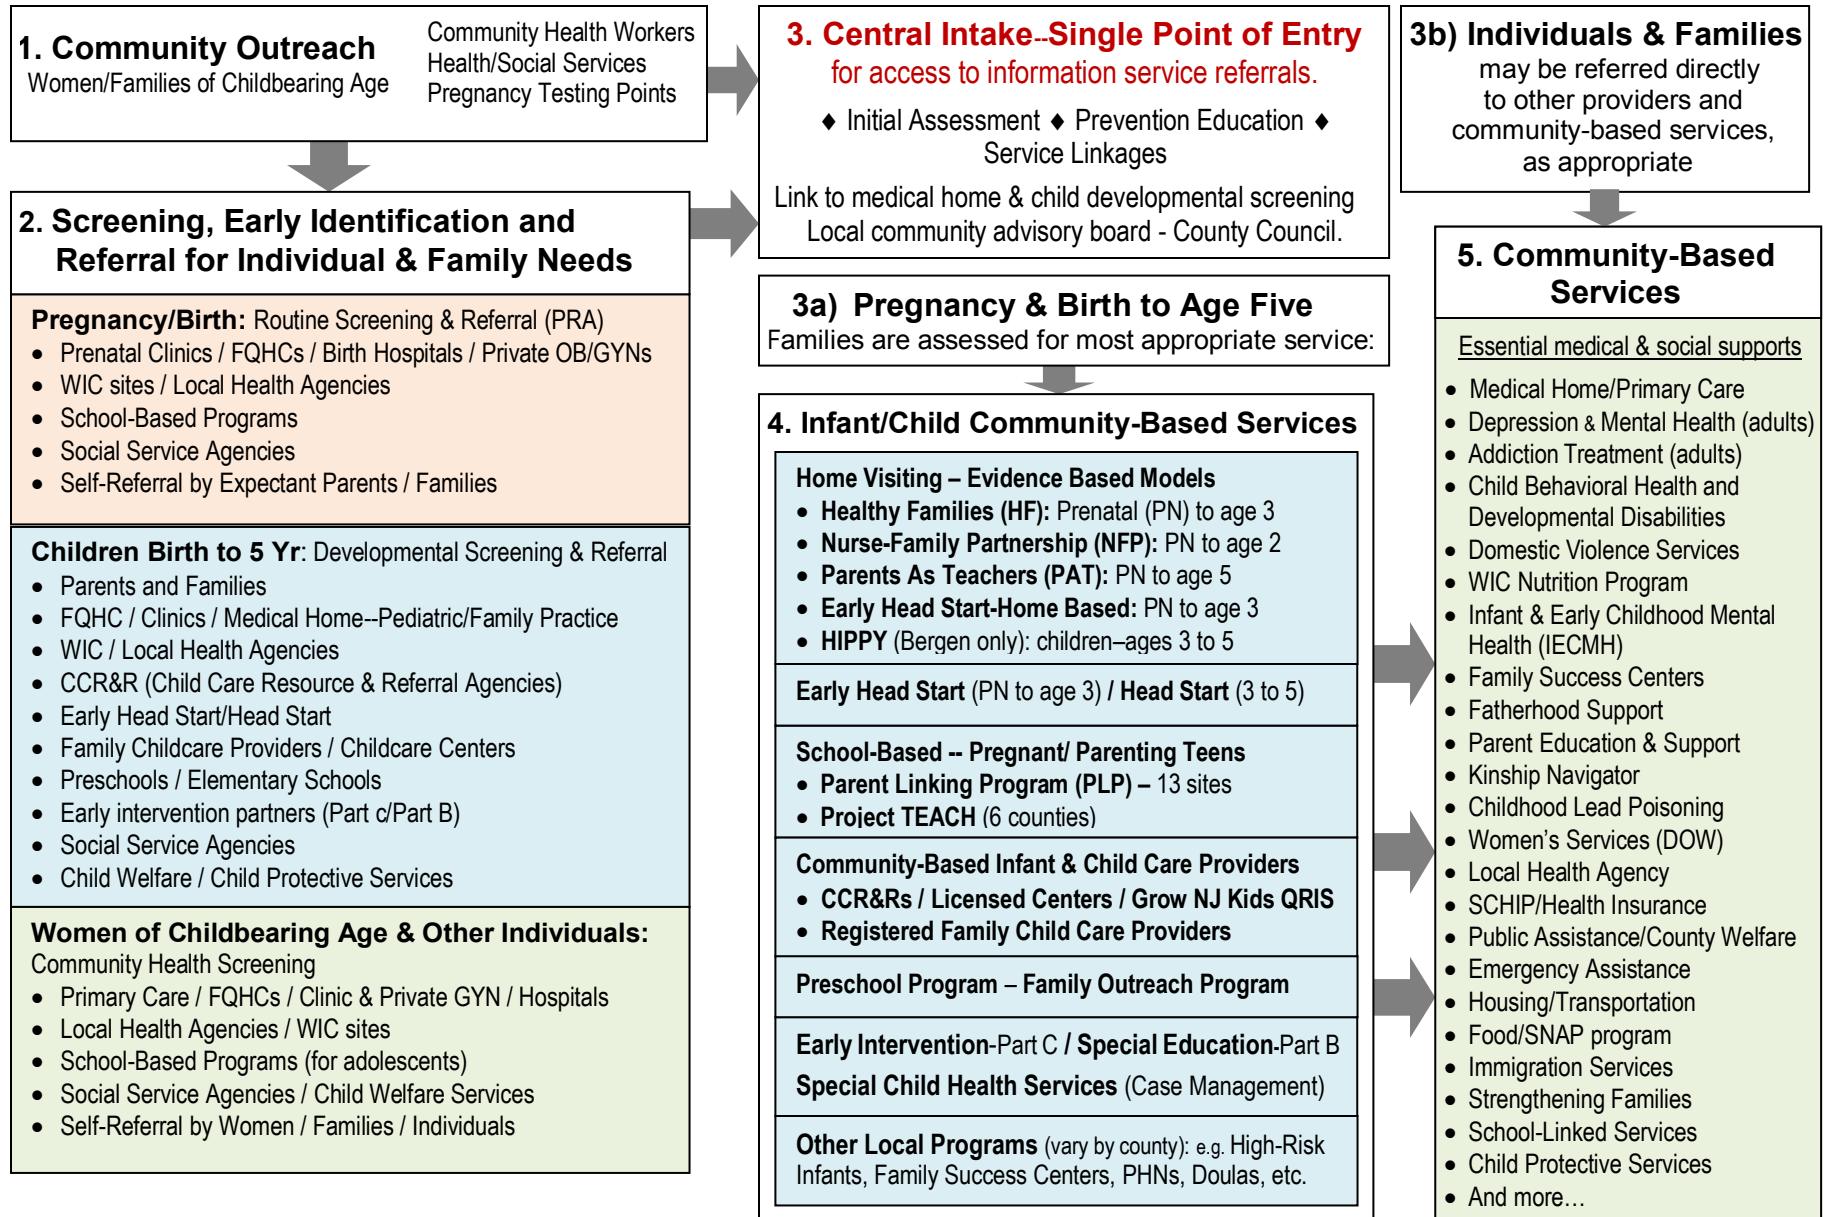 1. Community Outreach
Women/Families of Childbearing Age
Community Health Workers
Health/Social Services
Pregnancy Testing Points
2. Screening, Early Identification and
Referral for Individual & Family Needs
Pregnancy/Birth: Routine Screening & Referral (PRA)
• Prenatal Clinics / FQHCs / Birth Hospitals / Private OB/GYNs
• WIC sites / Local Health Agencies
• School-Based Programs
• Social Service Agencies
• Self-Referral by Expectant Parents / Families
Children Birth to 5 Yr: Developmental Screening & Referral
• Parents and Families
• FQHC / Clinics / Medical Home--Pediatric/Family Practice
• WIC / Local Health Agencies
• CCR&R (Child Care Resource & Referral Agencies)
• Early Head Start/Head Start
• Family Childcare Providers / Childcare Centers
• Preschools / Elementary Schools
• Early intervention partners (Part c/Part B)
• Social Service Agencies
• Child Welfare / Child Protective Services
Women of Childbearing Age & Other Individuals:
Community Health Screening
• Primary Care / FQHCs / Clinic & Private GYN / Hospitals
• Local Health Agencies / WIC sites
• School-Based Programs (for adolescents)
• Social Service Agencies / Child Welfare Services
• Self-Referral by Women / Families / Individuals
3. Central Intake--Single Point of Entry
for access to information service referrals.
♦ Initial Assessment ♦ Prevention Education ♦
Service Linkages
Link to medical home & child developmental screening
Local community advisory board - County Council.
3a) Pregnancy & Birth to Age Five
Families are assessed for most appropriate service:
4. Infant/Child Community-Based Services
Home Visiting – Evidence Based Models
• Healthy Families (HF): Prenatal (PN) to age 3
• Nurse-Family Partnership (NFP): PN to age 2
• Parents As Teachers (PAT): PN to age 5
• Early Head Start-Home Based: PN to age 3
• HIPPY (Bergen only): children–ages 3 to 5
Early Head Start (PN to age 3) / Head Start (3 to 5)
School-Based -- Pregnant/ Parenting Teens
• Parent Linking Program (PLP) – 13 sites
• Project TEACH (6 counties)
Community-Based Infant & Child Care Providers
• CCR&Rs / Licensed Centers / Grow NJ Kids QRIS
• Registered Family Child Care Providers
Preschool Program – Family Outreach Program
Early Intervention-Part C / Special Education-Part B
Special Child Health Services (Case Management)
Other Local Programs (vary by county): e.g. High-Risk
Infants, Family Success Centers, PHNs, Doulas, etc.
3b) Individuals & Families
may be referred directly
to other providers and
community-based services,
as appropriate
5. Community-Based
Services
Essential medical & social supports
• Medical Home/Primary Care
• Depression & Mental Health (adults)
• Addiction Treatment (adults)
• Child Behavioral Health and
Developmental Disabilities
• Domestic Violence Services
• WIC Nutrition Program
• Infant & Early Childhood Mental
Health (IECMH)
• Family Success Centers
• Fatherhood Support
• Parent Education & Support
• Kinship Navigator
• Childhood Lead Poisoning
• Women’s Services (DOW)
• Local Health Agency
• SCHIP/Health Insurance
• Public Assistance/County Welfare
• Emergency Assistance
• Housing/Transportation
• Food/SNAP program
• Immigration Services
• Strengthening Families
• School-Linked Services
• Child Protective Services
• And more…